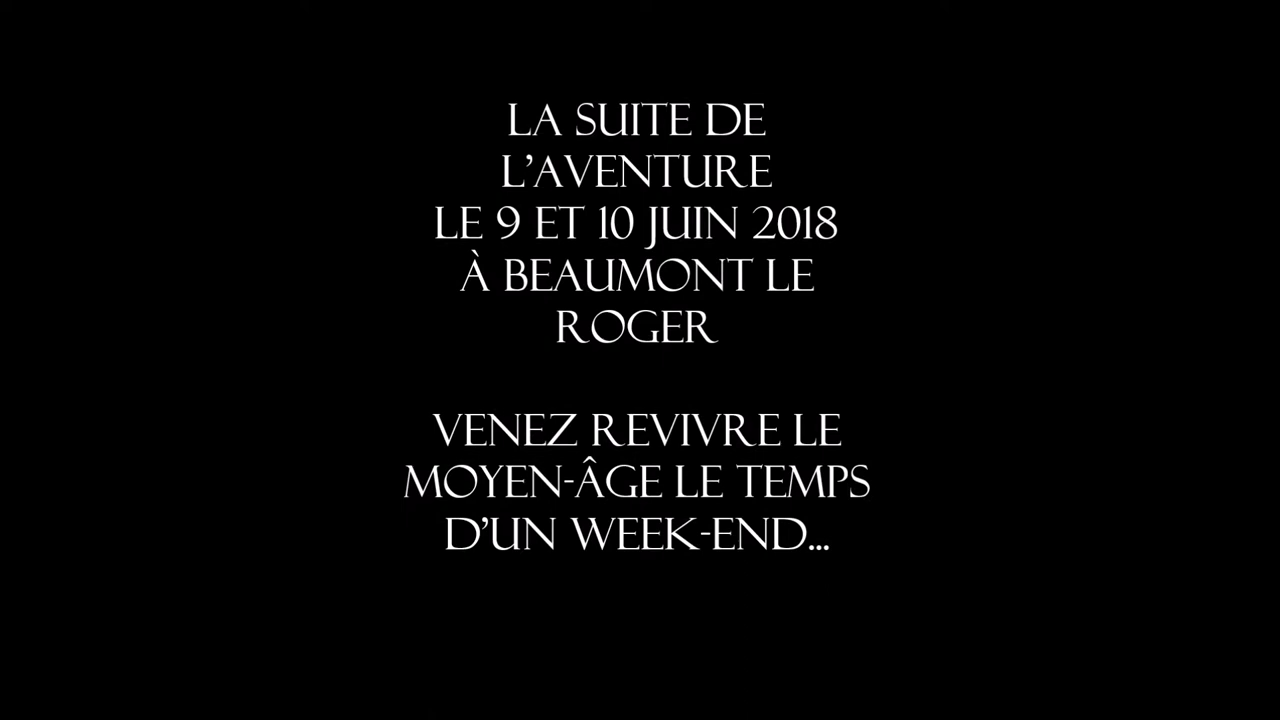 LA SUITE DE
L'AVENTURE
LE 9 ET 10 JUIN 2018
À BEAUMONT LE
ROGER
VENEZ REVIVRE LE
MOYEN-ÂGE LE TEMPS
D'UN WEEK-END...